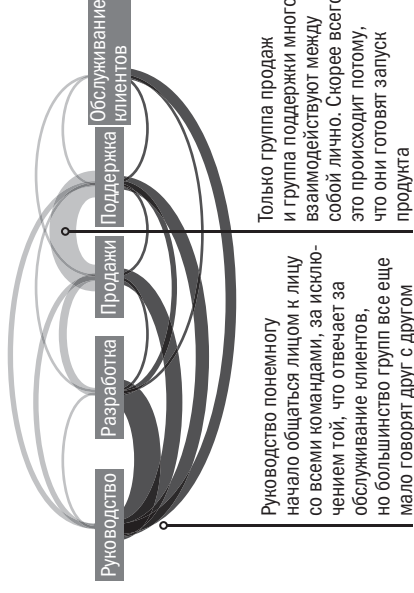 Руководство
Разработка
Продажи
Поддержка
Обслуживание
клиентов
Руководство понемногу
начало общаться лицом к лицу
со всеми командами, за исклю-
чением той, что отвечает за
обслуживание клиентов,
но большинство групп все еще
мало говорят друг с другом
Только группа продаж
и группа поддержки много
взаимодействуют между
собой лично. Скорее всего
это происходит потому,
что они готовят запуск
продукта